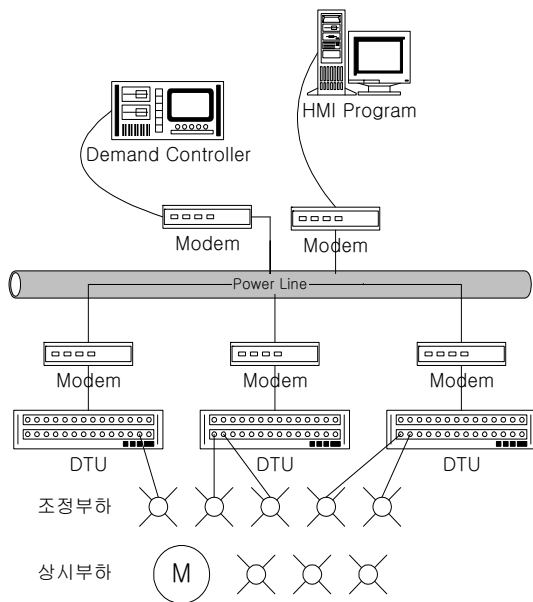 HMI Program
Demand Controller
Modem
Modem
Power Line
Modem
Modem
Modem
DTU
DTU
DTU
조정부하
상시부하
M